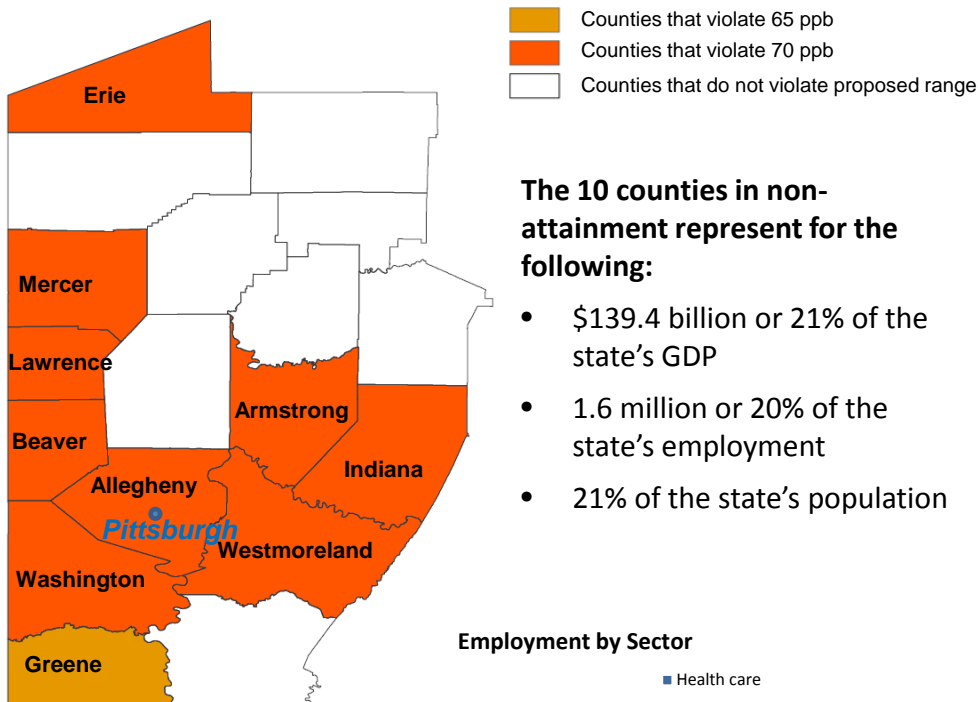 Counties that violate 65 ppb
Counties that violate 70 ppb
Counties that do not violate proposed range
Erie
Mercer
Lawrence
Beaver
Armstrong
Indiana
Allegheny
Pittsburgh
Westmoreland
Washington
Greene
The 10 counties in non-
attainment represent for the
following:
• $139.4 billion or 21% of the
state’s GDP
• 1.6 million or 20% of the
state’s employment
• 21% of the state’s population
Employment by Sector
Health care